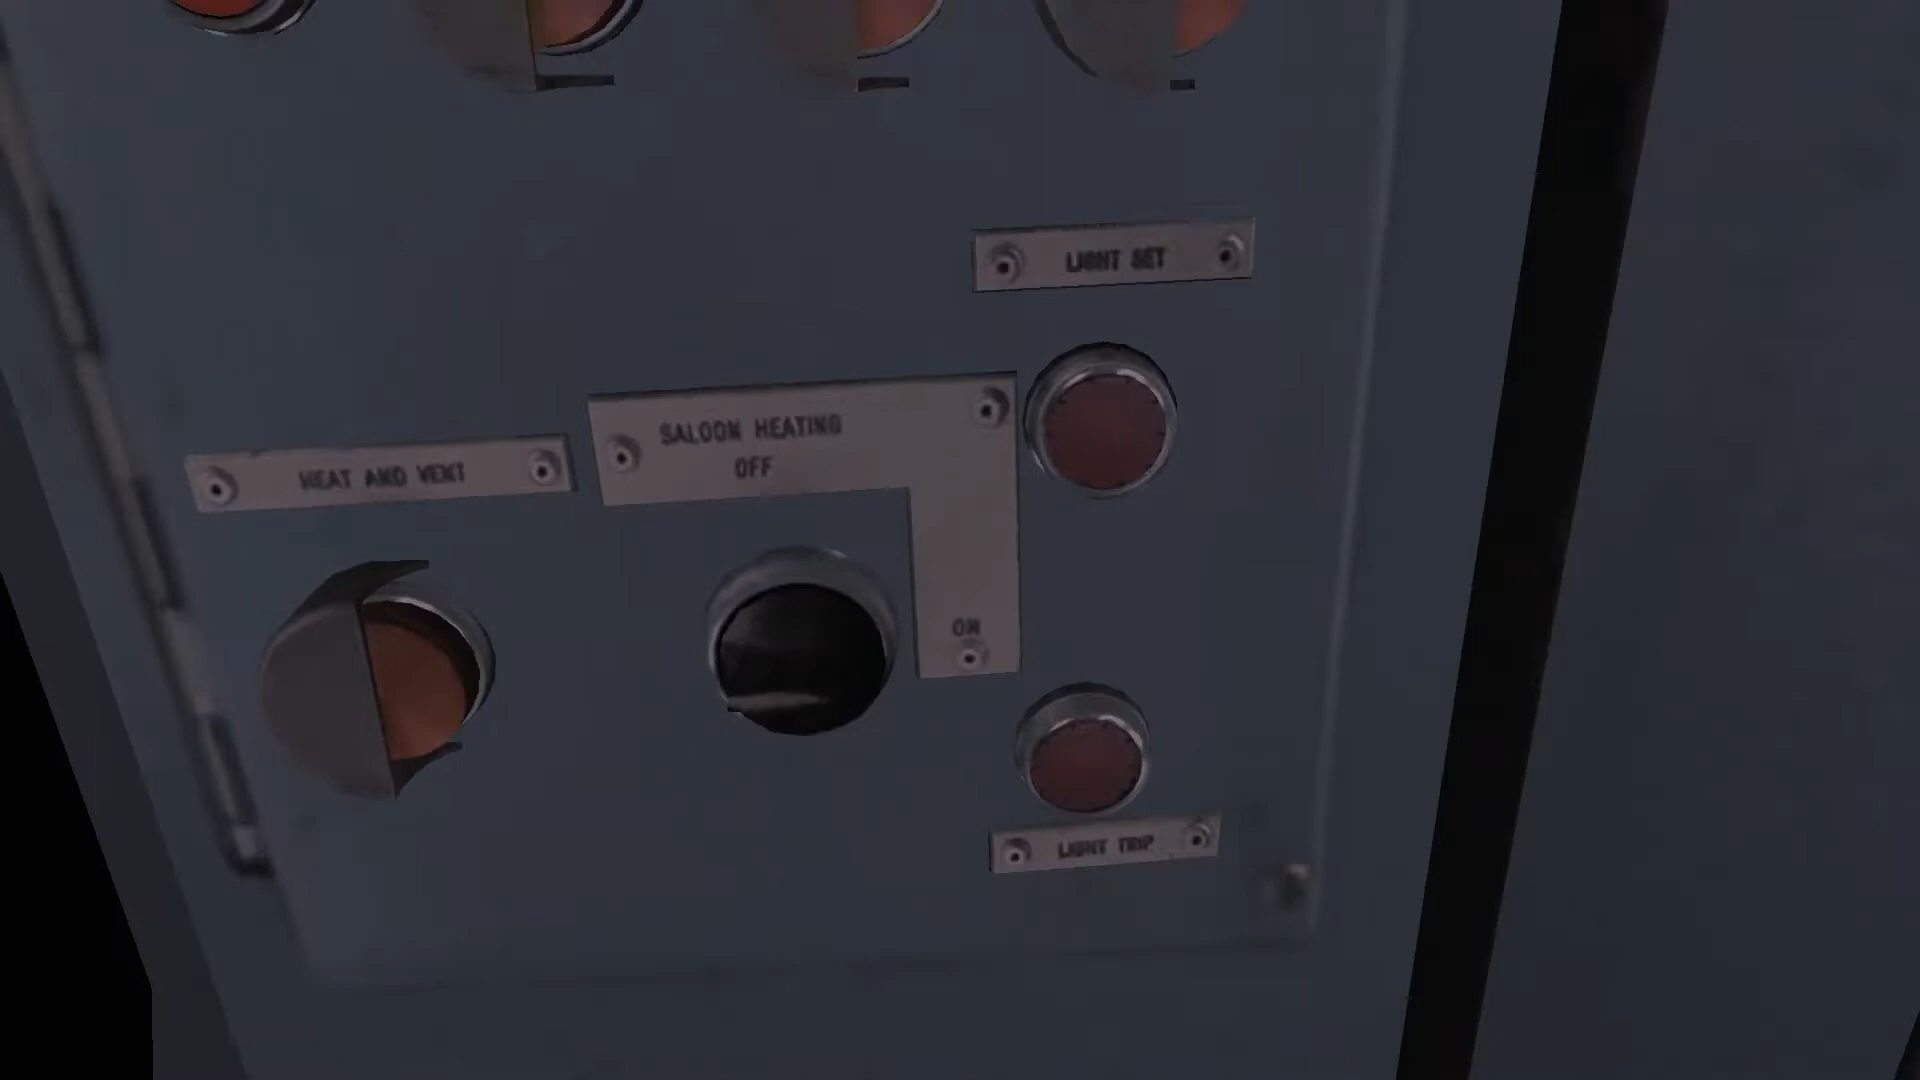 LIGHT SET
SALOON HEATING
OFF
HEAT AND VENT
ON
LIGHT TRIP